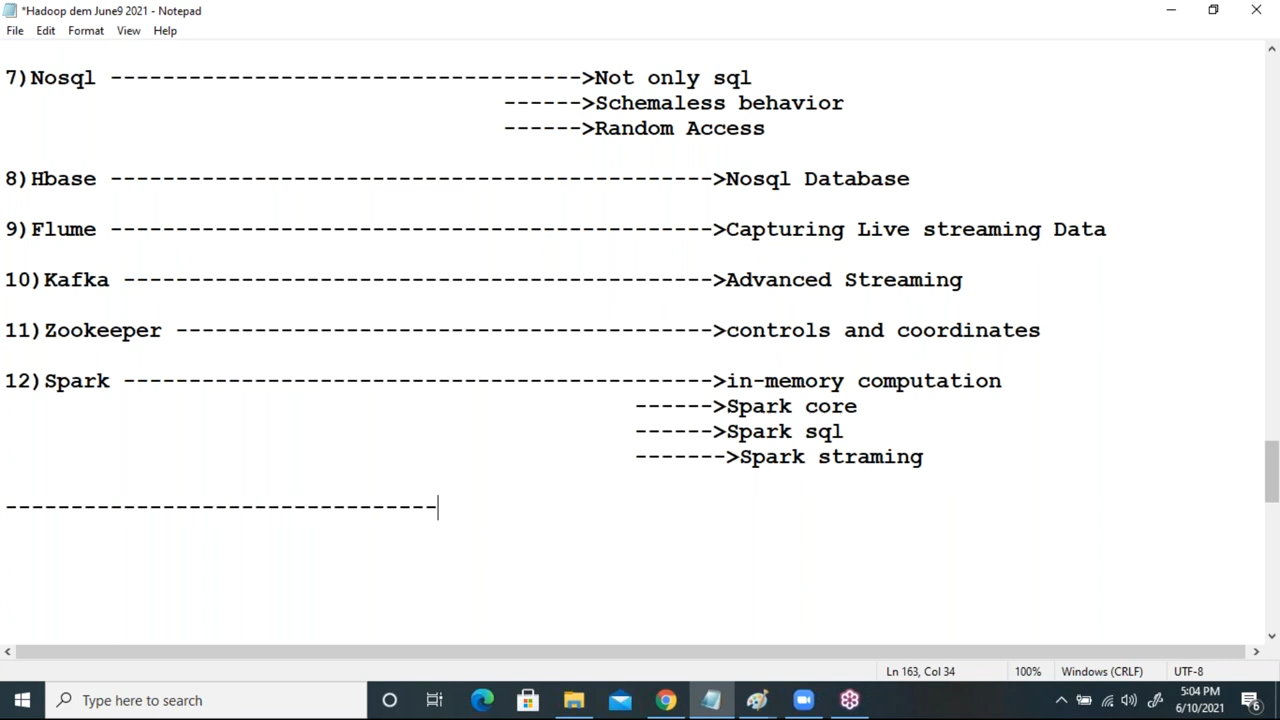 *Hadoop dem June9 2021 - Notepad
File Edit Format View Help
7)Nosql ------------------------------------>Not only sql
------>Schemaless behavior
------>Random Access
8)Hbase ---------------------------------------------->Nosql Database
9)Flume ---------------------------------------------->Capturing Live streaming Data
10)Kafka --------------------------------------------->Advanced Streaming
11)Zookeeper ----------------------------------------->controls and coordinates
12)Spark --------------------------------------------->in-memory computation
------>Spark core
------>Spark sql
------->Spark straming
---------------------------------
Ln 163, Col 34 100% Windows (CRLF) UTF-8
Type here to search
5:04 PM
6/10/2021
6